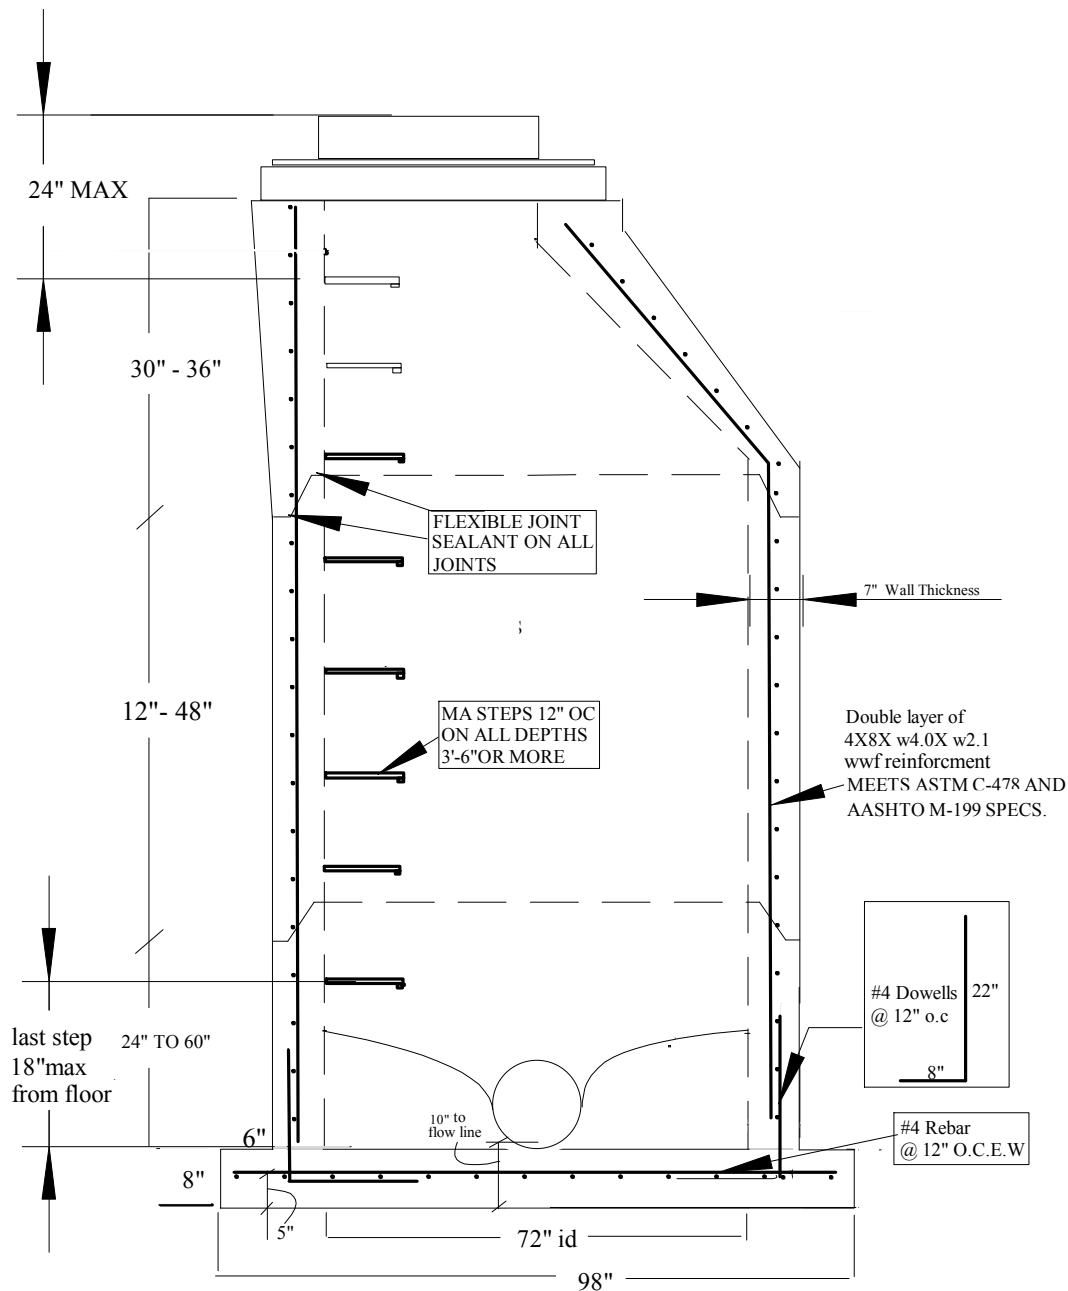 24" MAX
30" - 36"
FLEXIBLE JOINT
SEALANT ON ALL
JOINTS
7" Wall Thickness
12"- 48"
MA STEPS 12" OC
ON ALL DEPTHS
3'-6"OR MORE
Double layer of
4X8X w4.0X w2.1
wwf reinforcment
MEETS ASTM C-478 AND
AASHTO M-199 SPECS.
#4 Dowells
@ 12" o.c
22"
8"
last step
18"max
from floor
24" TO 60"
10" to
flow line
#4 Rebar
@ 12" O.C.E.W
6"
8"
5"
72" id
98"